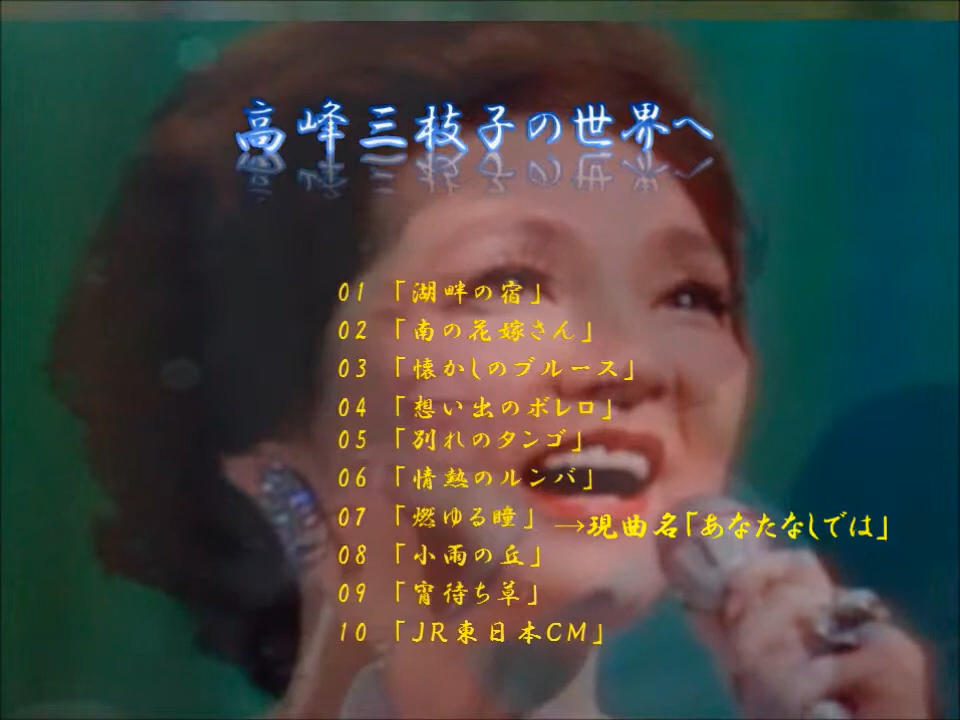 高峰三枝子の世界へ
01 「湖畔の宿」
02 「南の花嫁さん」
03 「懐かしのブルース」
04 「想い出のボレロ」
05 「別れのタンゴ」
06 「情熱のルンバ」
07 「燃ゆる瞳」 →現曲名「あなたなしでは」
08 「小雨の丘」
09 「宵待ち草」
10 「JR東日本CM」